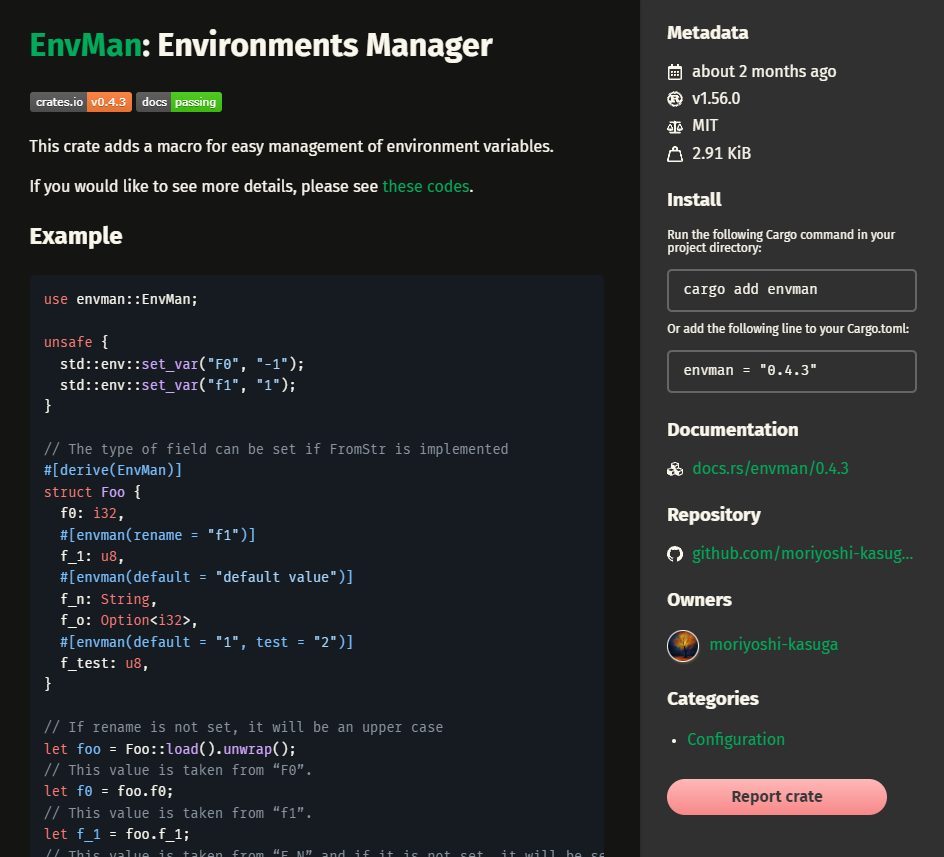 EnvMan: Environments Manager
crates.io v0.4.3 docs passing
This crate adds a macro for easy management of environment variables.
If you would like to see more details, please see these codes.
Example
use envman::EnvMan;
unsafe {
std::env::set_var("F0", "-1");
std::env::set_var("f1", "1");
}
// The type of field can be set if FromStr is implemented
#[derive(EnvMan)]
struct Foo {
f0: i32,
#[envman(rename = "f1")]
f_1: u8,
#[envman(default = "default value")]
f_n: String,
f_o: Option<i32>,
#[envman(default = "1", test = "2")]
f_test: u8,
}
// If rename is not set, it will be an upper case
let foo = Foo::load().unwrap();
// This value is taken from “F0”.
let f0 = foo.f0;
// This value is taken from “f1”.
let f_1 = foo.f_1;
// This value is taken from “F_N” and if it is not set, it will be se
Metadata
about 2 months ago
v1.56.0
MIT
2.91 KiB
Install
Run the following Cargo command in your
project directory:
cargo add envman
Or add the following line to your Cargo.toml:
envman = "0.4.3"
Documentation
docs.rs/envman/0.4.3
Repository
github.com/moriyoshi-kasug...
Owners
moriyoshi-kasuga
Categories
• Configuration
Report crate